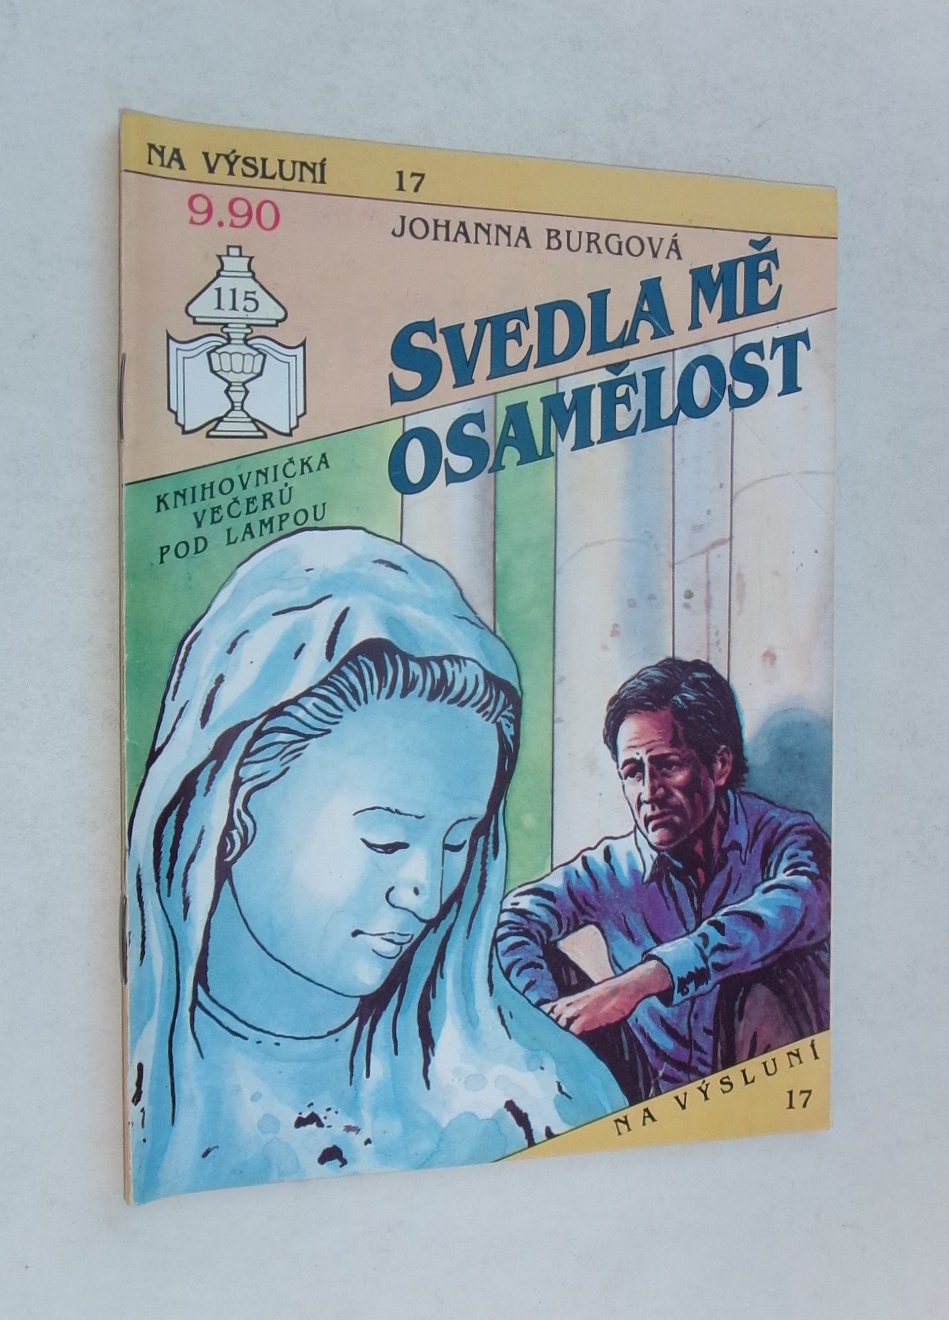 NA VÝSLUNÍ 17
9.90
JOHANNA BURGOVÁ
115
SVEDLA MĚ
OSAMĚLOST
KNIHOVNIČKA
VEČERŮ
POD LAMPOU
NA VÝSLUNÍ
17